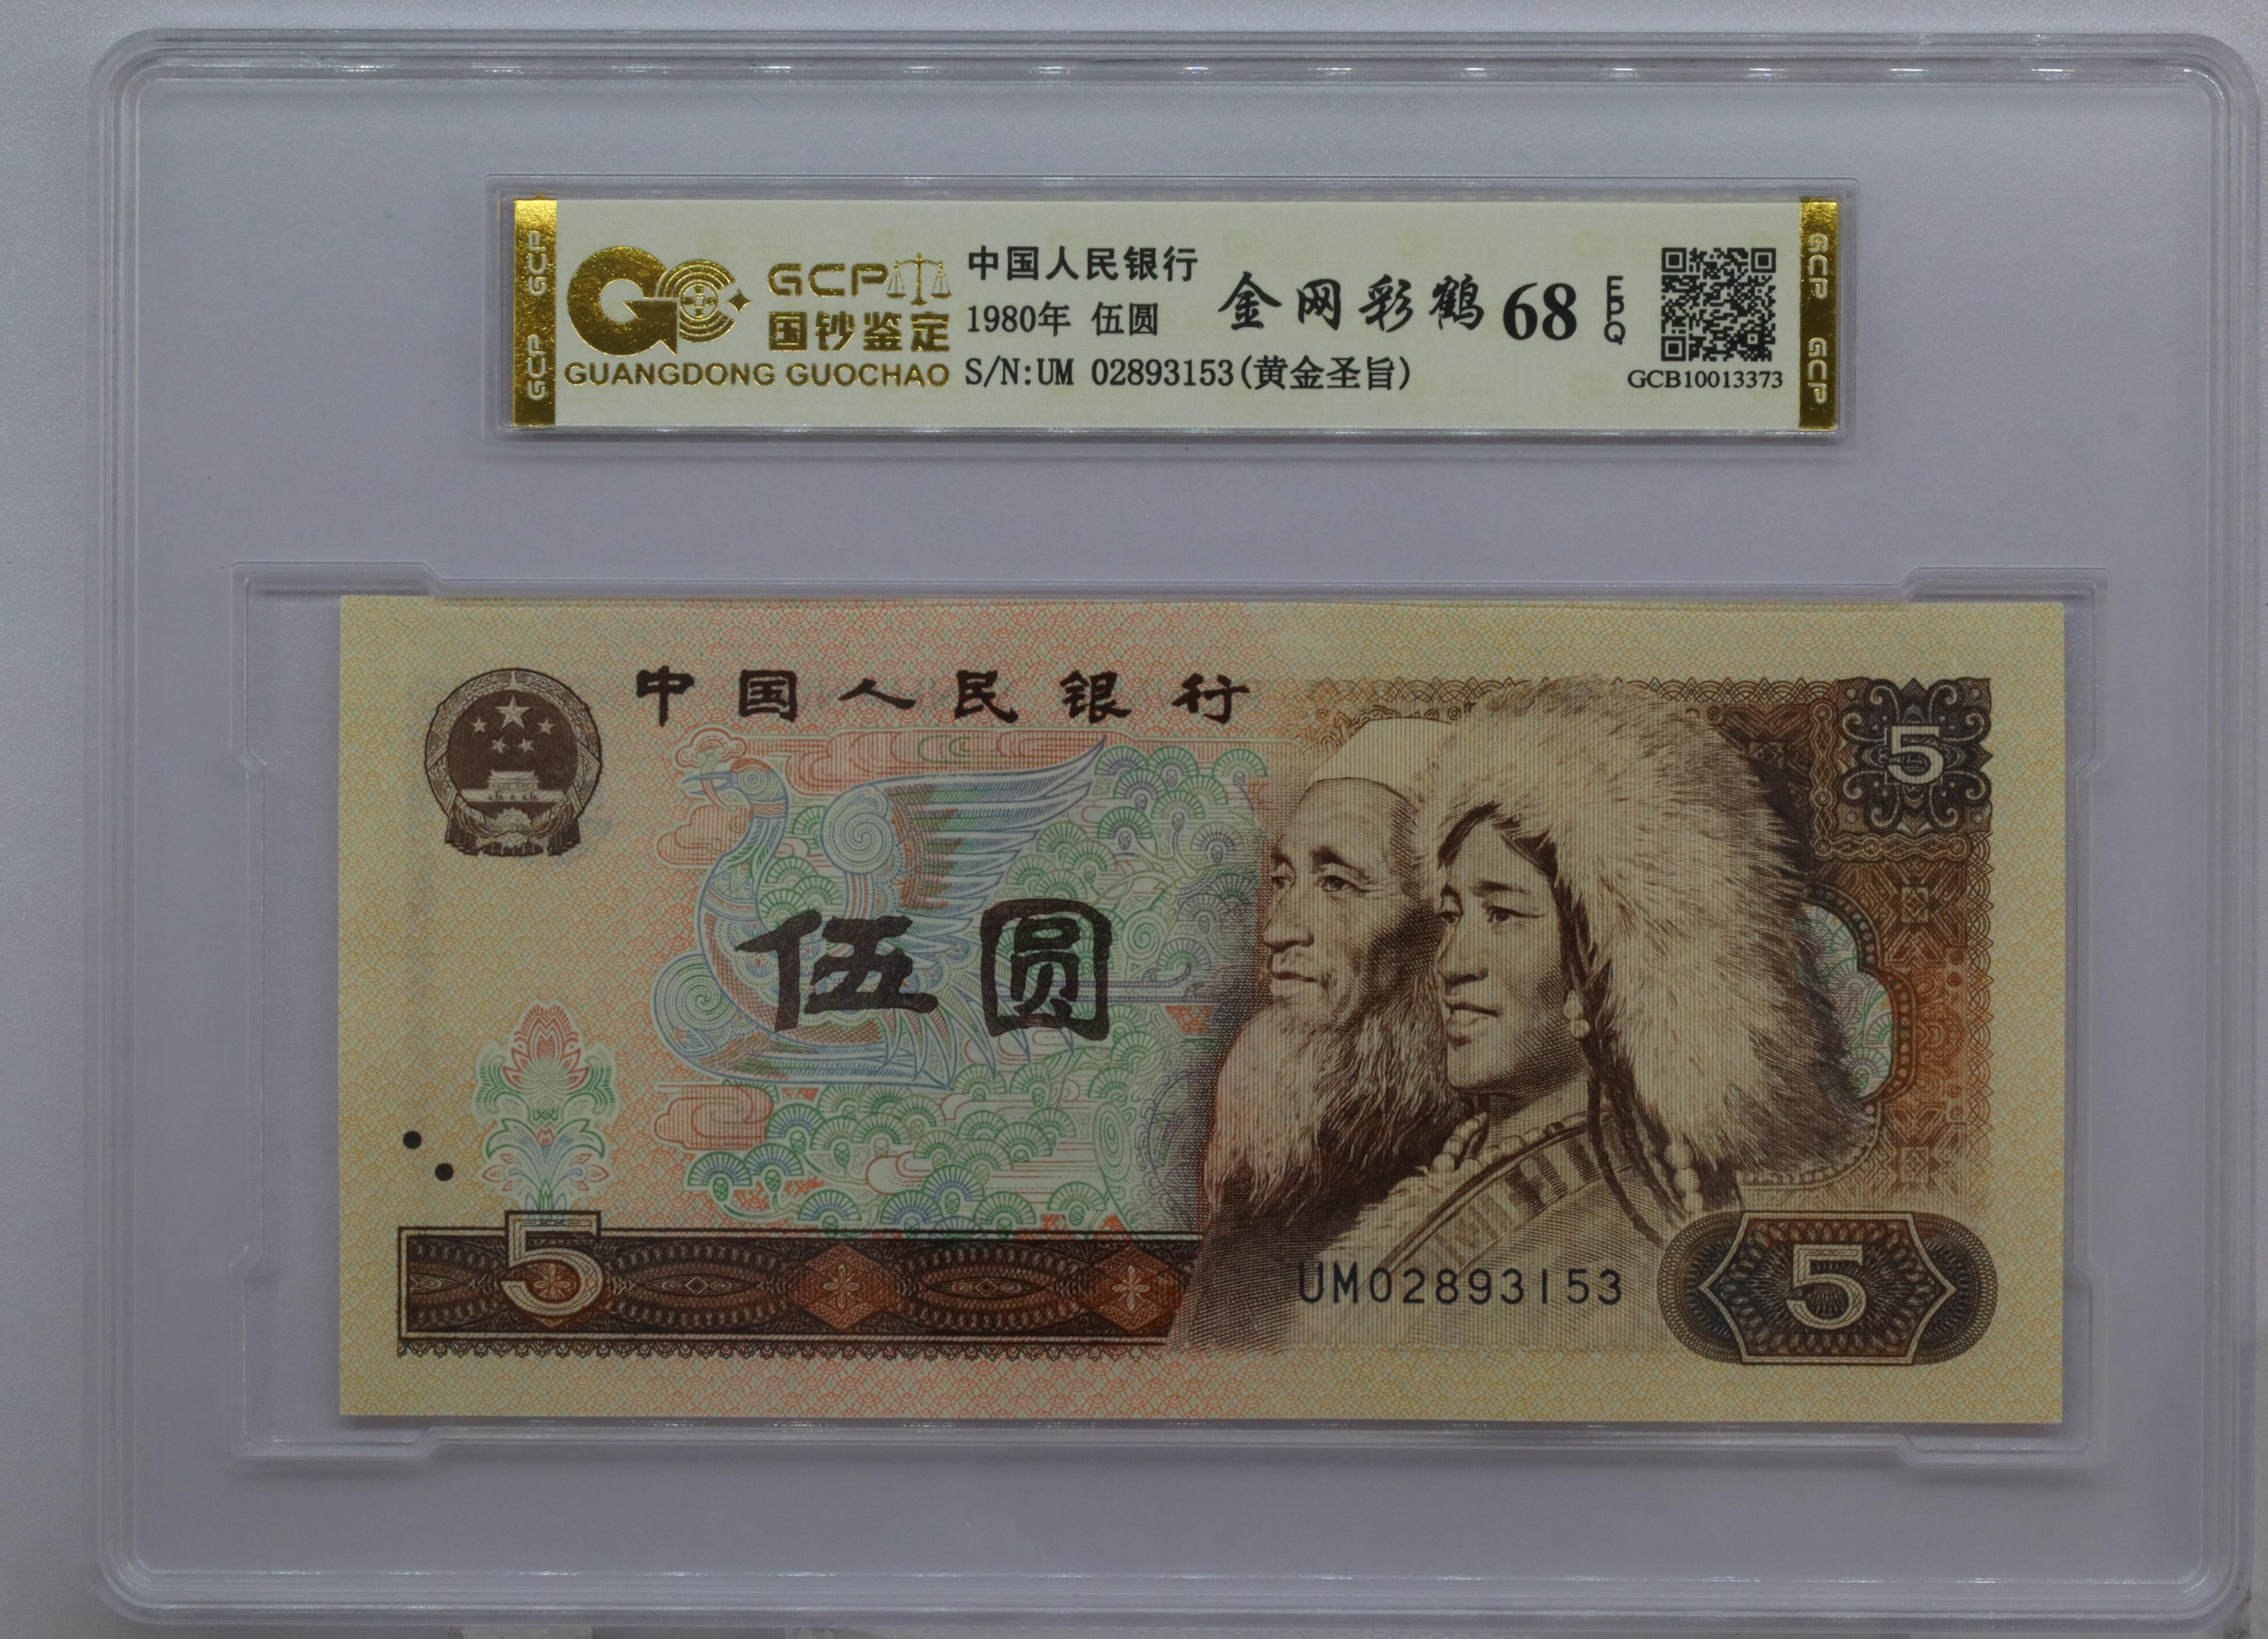 GCP GCP
GCP
国钞鉴定
GUANGDONG GUOCHAO
中国人民银行
1980年 伍圆
S/N:UM 02893153(黄金圣旨)
金网彩鹤 68 EPQ
GCB10013373
GCP GCP
中国人民银行
5
伍圆
5
UM02893153
5